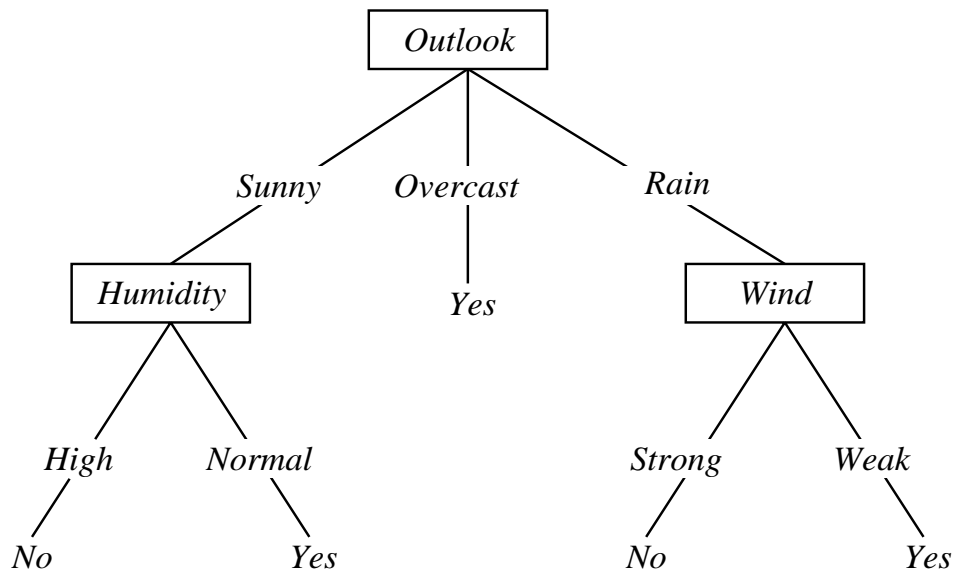 Outlook
Sunny Overcast Rain
Humidity Yes Wind
High Normal Strong Weak
No Yes No Yes